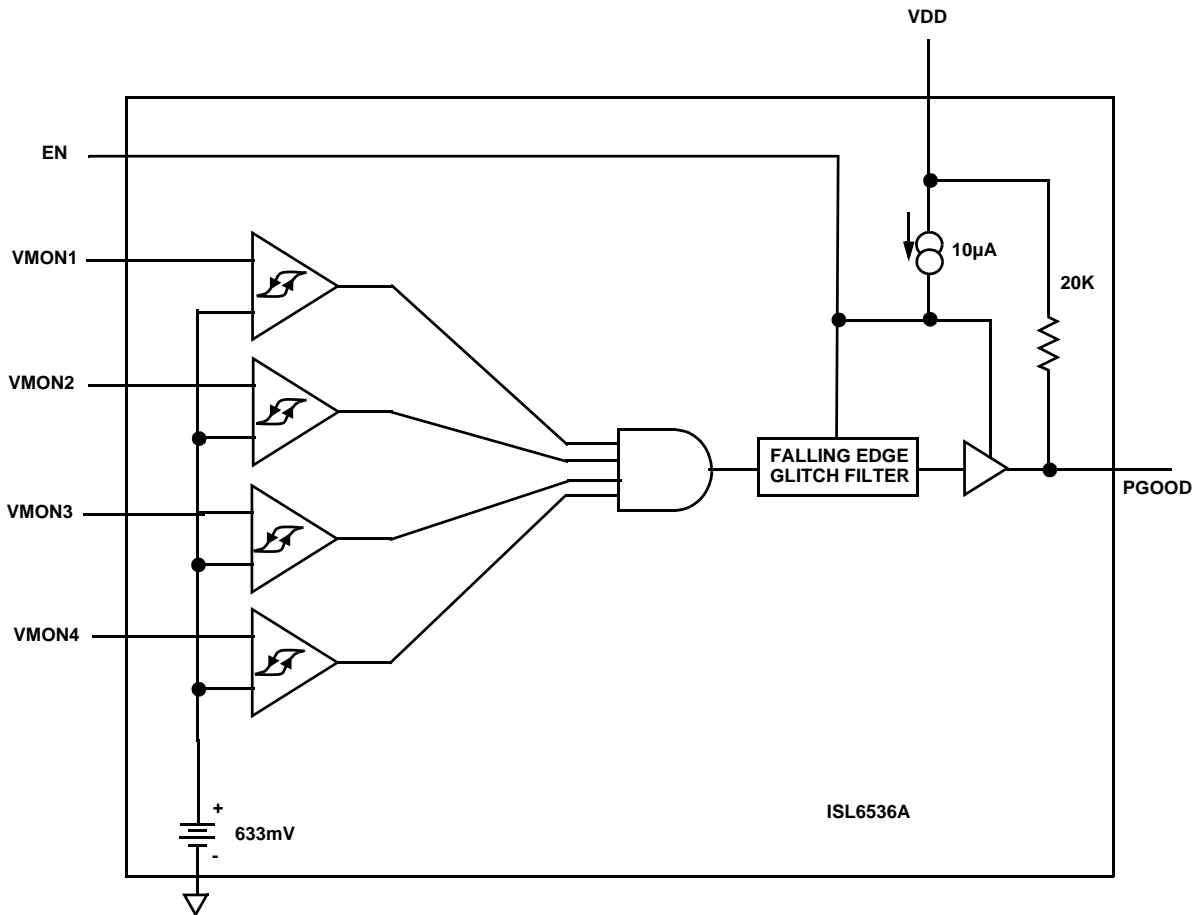 VDD
EN
VMON1
10µA
20K
VMON2
FALLING EDGE
GLITCH FILTER
PGOOD
VMON3
VMON4
+
633mV
-
ISL6536A